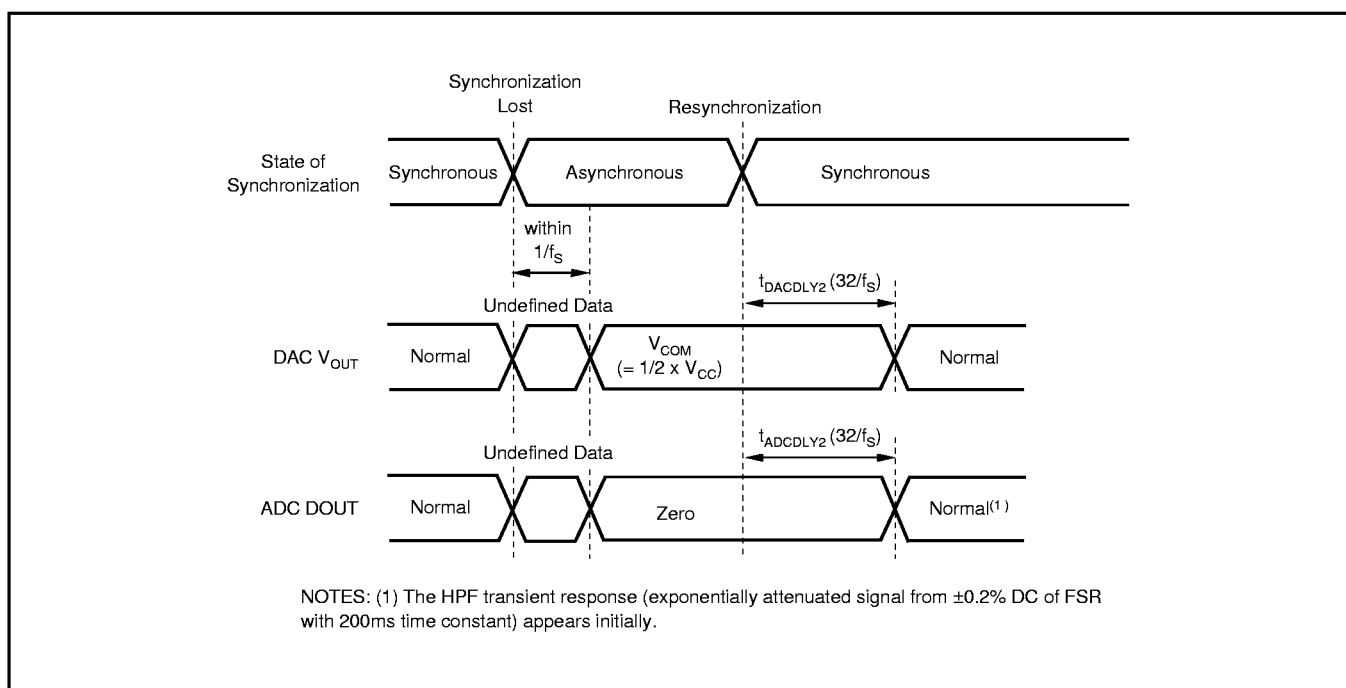 Synchronization
Lost
Resynchronization
State of
Synchronization
Synchronous
Asynchronous
Synchronous
within
1/fS
tDACDLY2 (32/fS)
Undefined Data
DAC VOUT
Normal
VCOM
(= 1/2 x VCC)
Normal
tADCDLY2 (32/fS)
Undefined Data
ADC DOUT
Normal
Zero
Normal(1)
NOTES: (1) The HPF transient response (exponentially attenuated signal from ±0.2% DC of FSR
with 200ms time constant) appears initially.